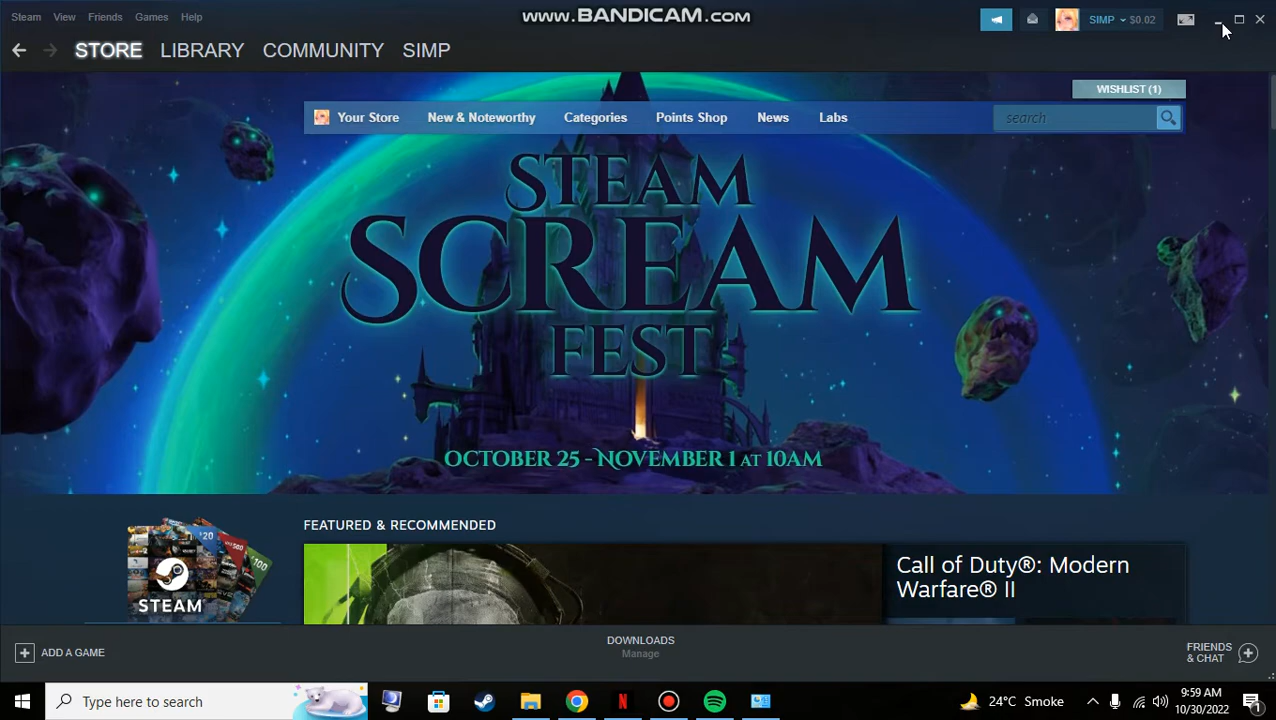 www.BANDICAM.com
Steam View Friends Games Help
SIMP $0.02
STORE LIBRARY COMMUNITY SIMP
WISHLIST (1)
Your Store New & Noteworthy Categories Points Shop News Labs
search
STEAM
SCREAM
FEST
OCTOBER 25 - NOVEMBER 1 AT 10AM
FEATURED & RECOMMENDED
$20
$100
STEAM
Call of Duty®: Modern
Warfare® II
ADD A GAME
DOWNLOADS
Manage
FRIENDS
& CHAT
Type here to search
24°C Smoke
9:59 AM
10/30/2022
1